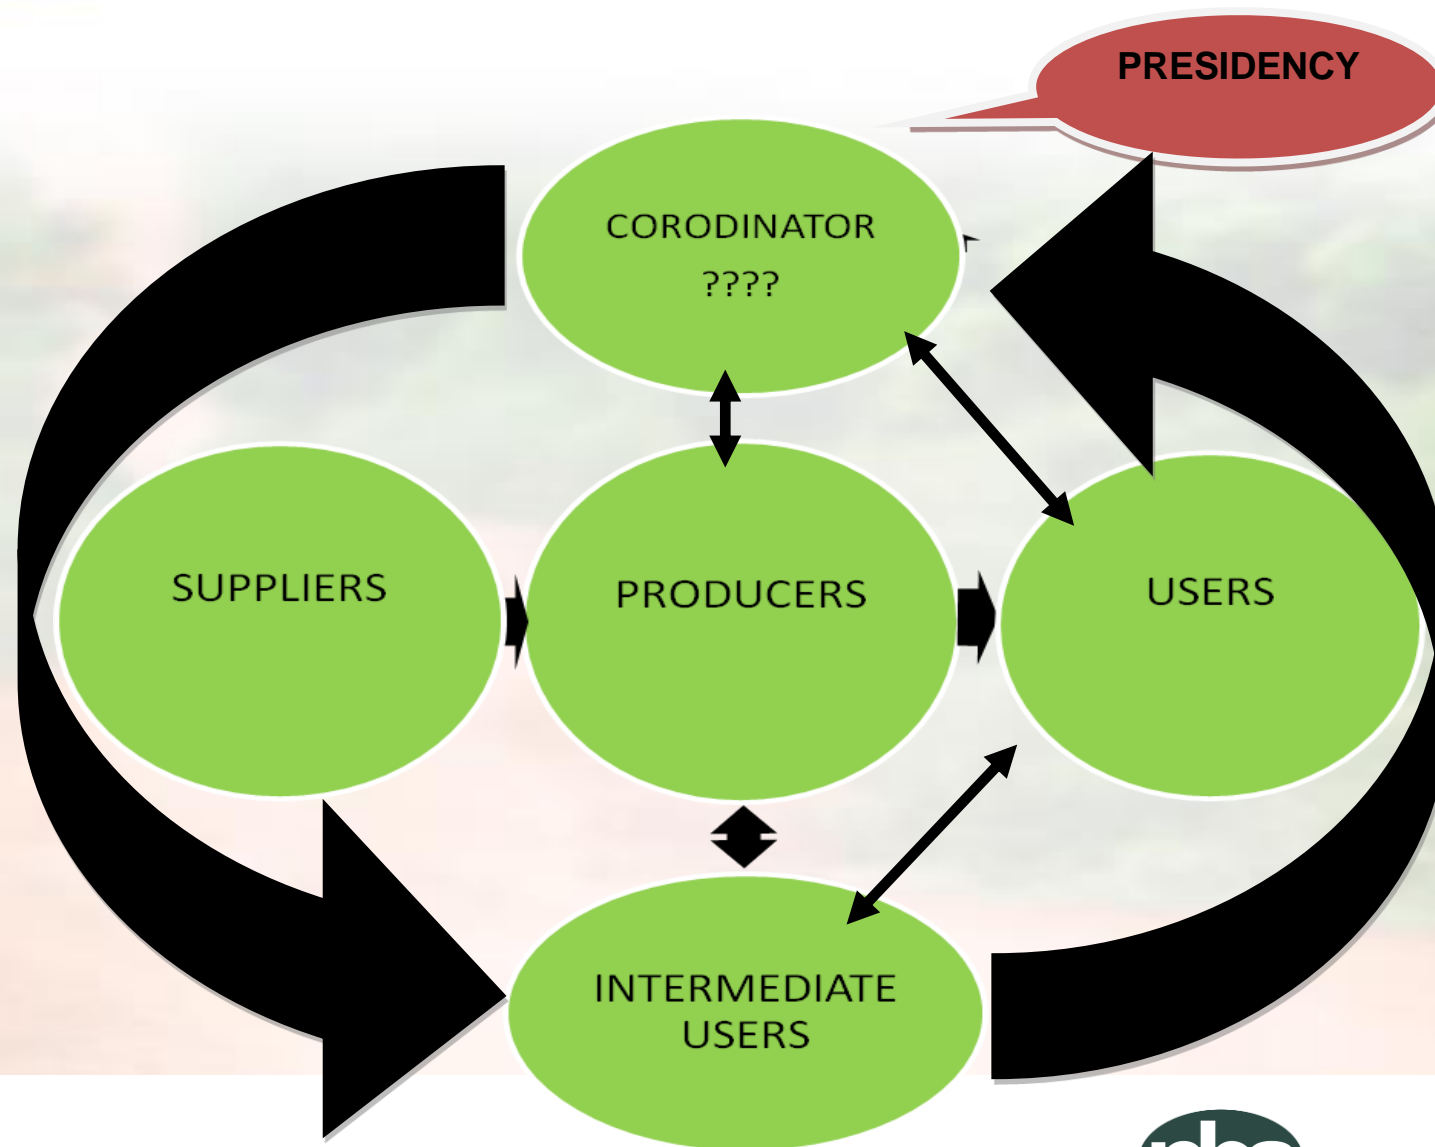 PRESIDENCY
CORODINATOR
????
SUPPLIERS
PRODUCERS
USERS
INTERMEDIATE
USERS